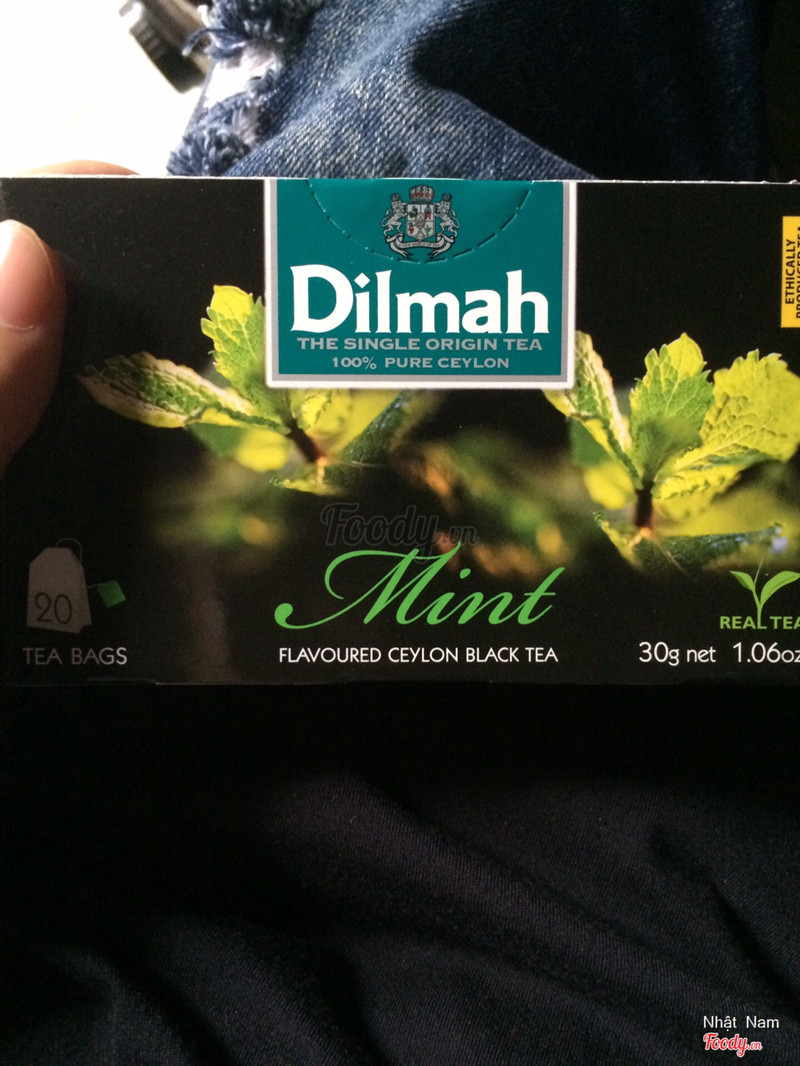 ETHICALLY
Dilmah
THE SINGLE ORIGIN TEA
100% PURE CEYLON
Foody.vn
Mint
20
TEA BAGS
FLAVOURED CEYLON BLACK TEA
REAL TEA
30g net 1.06oz
Nhật Nam
Foody.vn